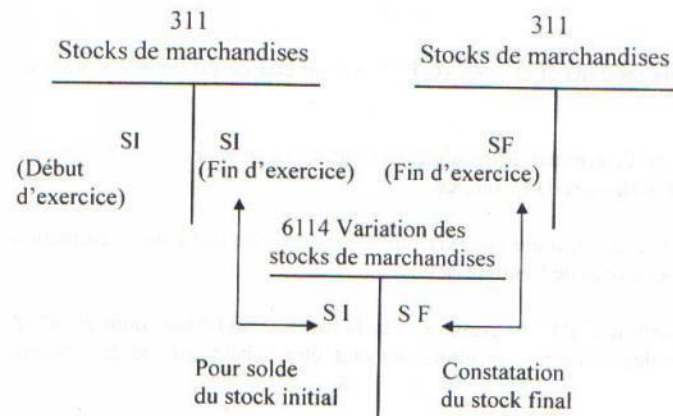 311
Stocks de marchandises
311
Stocks de marchandises
SI
(Début
d'exercice)
SI
(Fin d'exercice)
SF
(Fin d'exercice)
6114 Variation des
stocks de marchandises
S I
S F
Pour solde
du stock initial
Constatation
du stock final